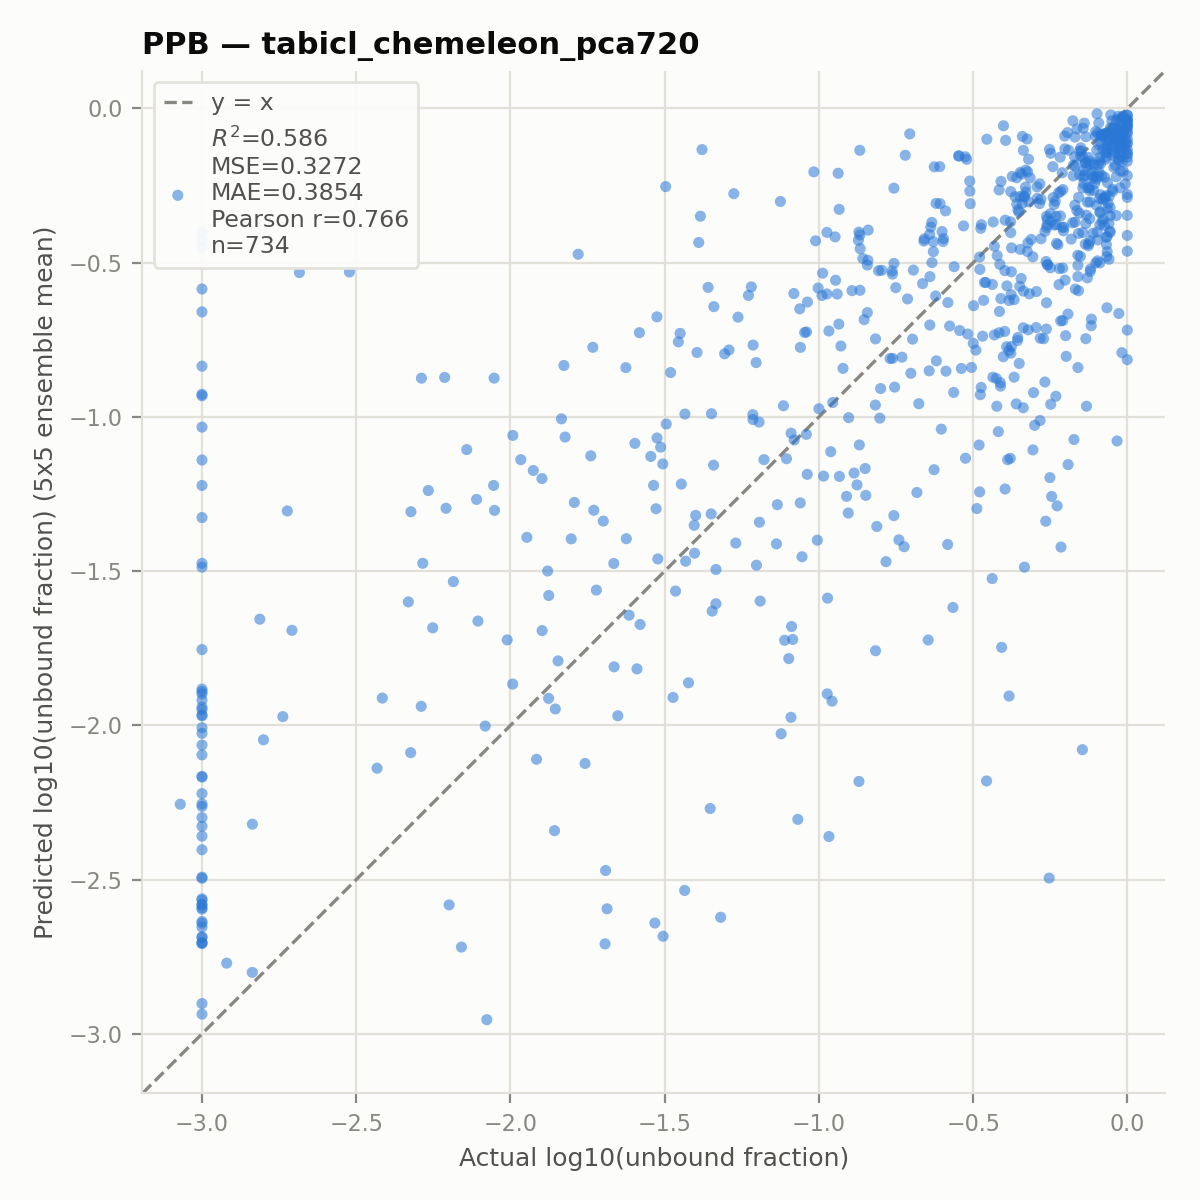 PPB — tabicl_chemeleon_pca720
y = x
R²=0.586
MSE=0.3272
MAE=0.3854
Pearson r=0.766
n=734
Predicted log10(unbound fraction) (5x5 ensemble mean)
0.0
−0.5
−1.0
−1.5
−2.0
−2.5
−3.0
−3.0 −2.5 −2.0 −1.5 −1.0 −0.5 0.0
Actual log10(unbound fraction)